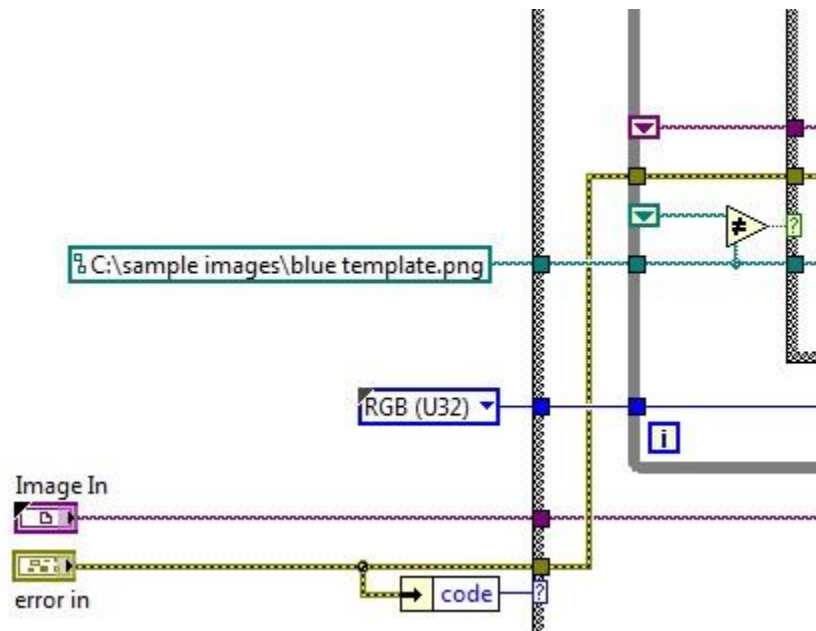 C:\sample images\blue template.png
RGB (U32)
i
Image In
error in
code
?
?
≠